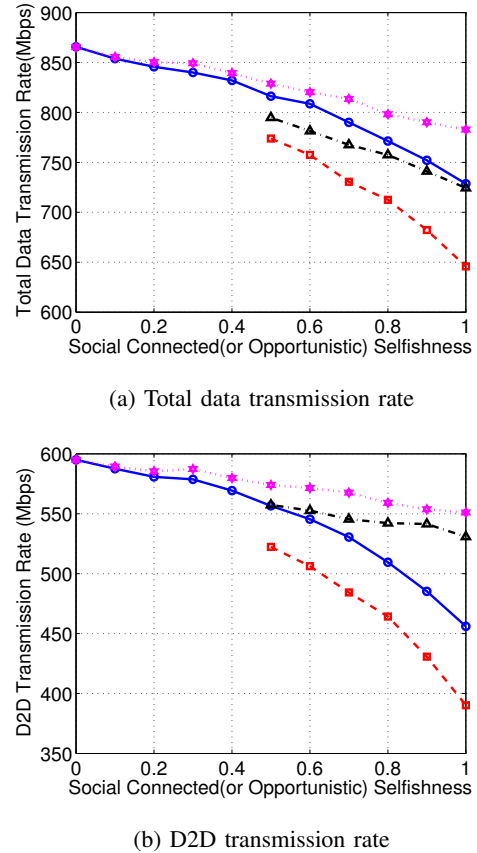 Total Data Transmission Rate(Mbps)
900
850
800
750
700
650
600
0 0.2 0.4 0.6 0.8 1
Social Connected(or Opportunistic) Selfishness
(a) Total data transmission rate
D2D Transmission Rate (Mbps)
600
550
500
450
400
350
0 0.2 0.4 0.6 0.8 1
Social Connected(or Opportunistic) Selfishness
(b) D2D transmission rate